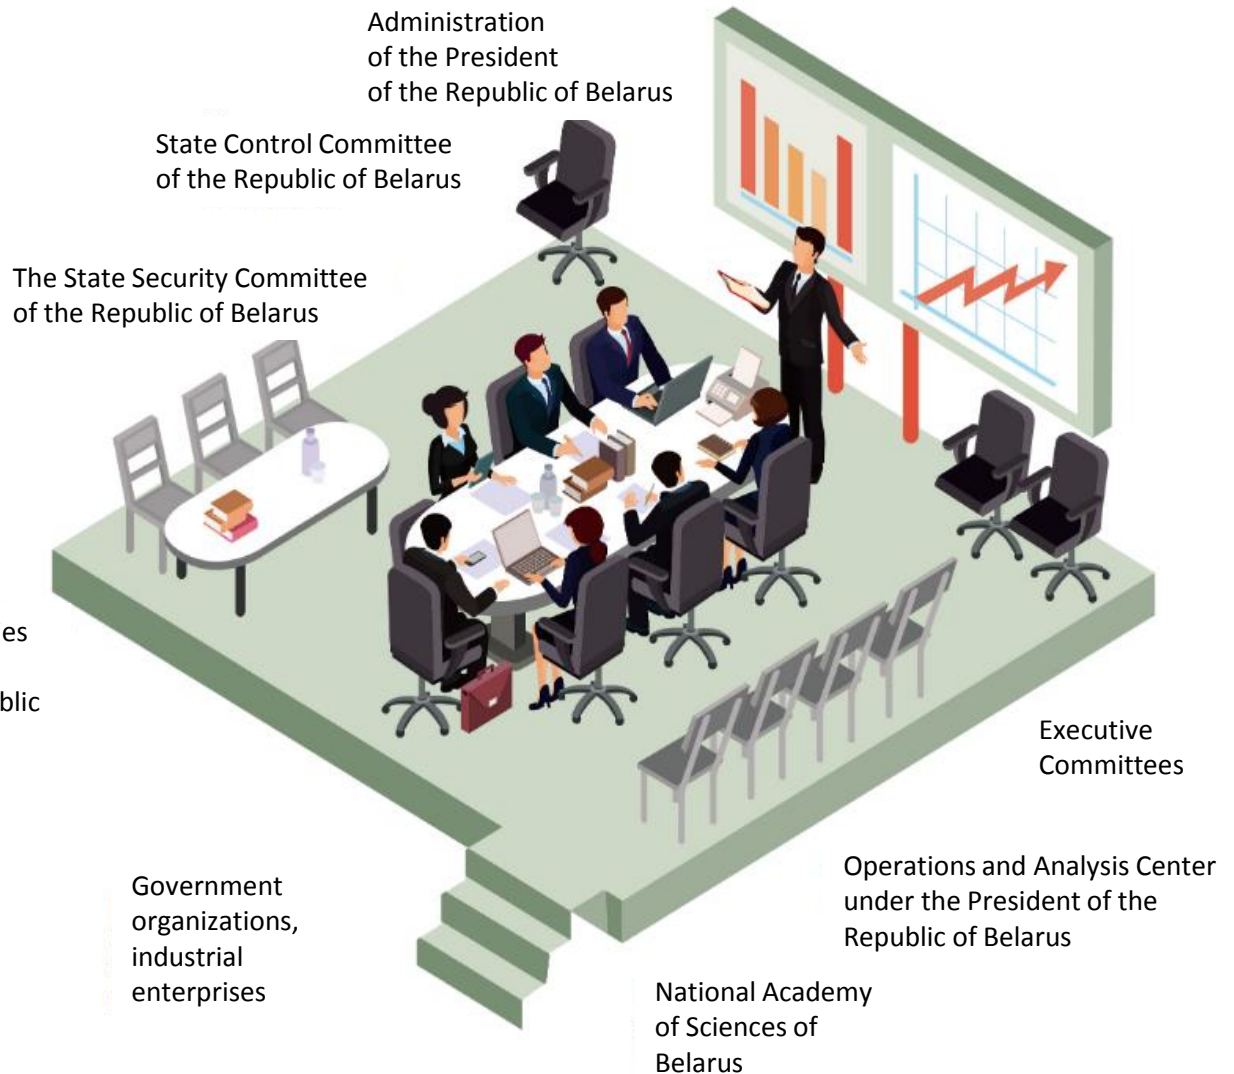 Administration
of the President
of the Republic of Belarus
State Control Committee
of the Republic of Belarus
The State Security Committee
of the Republic of Belarus
es
blic
Executive
Committees
Government
organizations,
industrial
enterprises
Operations and Analysis Center
under the President of the
Republic of Belarus
National Academy
of Sciences of
Belarus